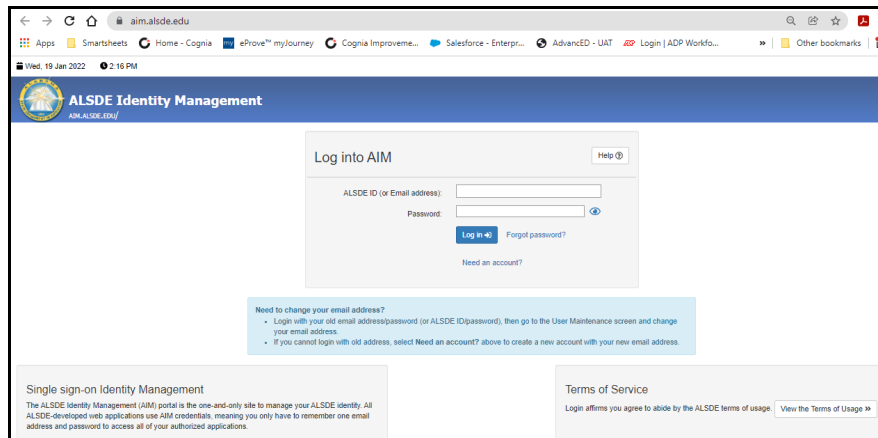 aim.alsde.edu
Apps Smartsheets Home - Cognia my eProve™ myJourney Cognia Improveme... Salesforce - Enterpr... AdvancED - UAT Login | ADP Workfo... » Other bookmarks
Wed, 19 Jan 2022 2:16 PM
ALSDE Identity Management
AIM.ALSDE.EDU/
Log into AIM
Help
ALSDE ID (or Email address):
Password:
Log in Forgot password?
Need an account?
Need to change your email address?
• Login with your old email address/password (or ALSDE ID/password), then go to the User Maintenance screen and change
your email address.
• If you cannot login with old address, select Need an account? above to create a new account with your new email address.
Single sign-on Identity Management
The ALSDE Identity Management (AIM) portal is the one-and-only site to manage your ALSDE identity. All
ALSDE-developed web applications use AIM credentials, meaning you only have to remember one email
address and password to access all of your authorized applications.
Terms of Service
Login affirms you agree to abide by the ALSDE terms of usage. View the Terms of Usage »